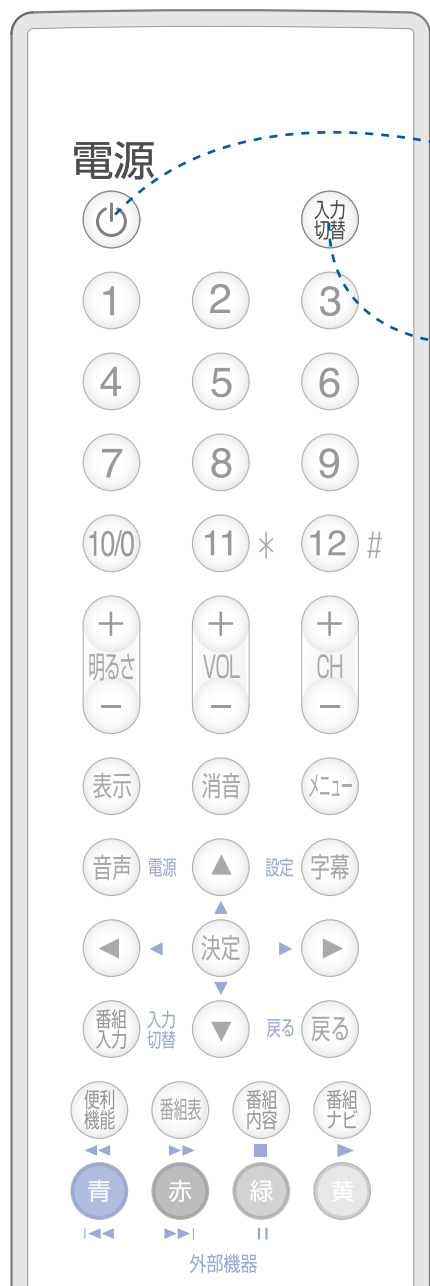 電源
入力
切替
1 2 3
4 5 6
7 8 9
10/0 11 * 12 #
+ + +
明るさ VOL CH
− − −
表示 消音 メニュー
音声 電源 設定 字幕
決定
番組
入力
入力
切替
戻る 戻る
便利
機能
番組表
番組
内容
番組
ナビ
青 赤 緑 黄
外部機器